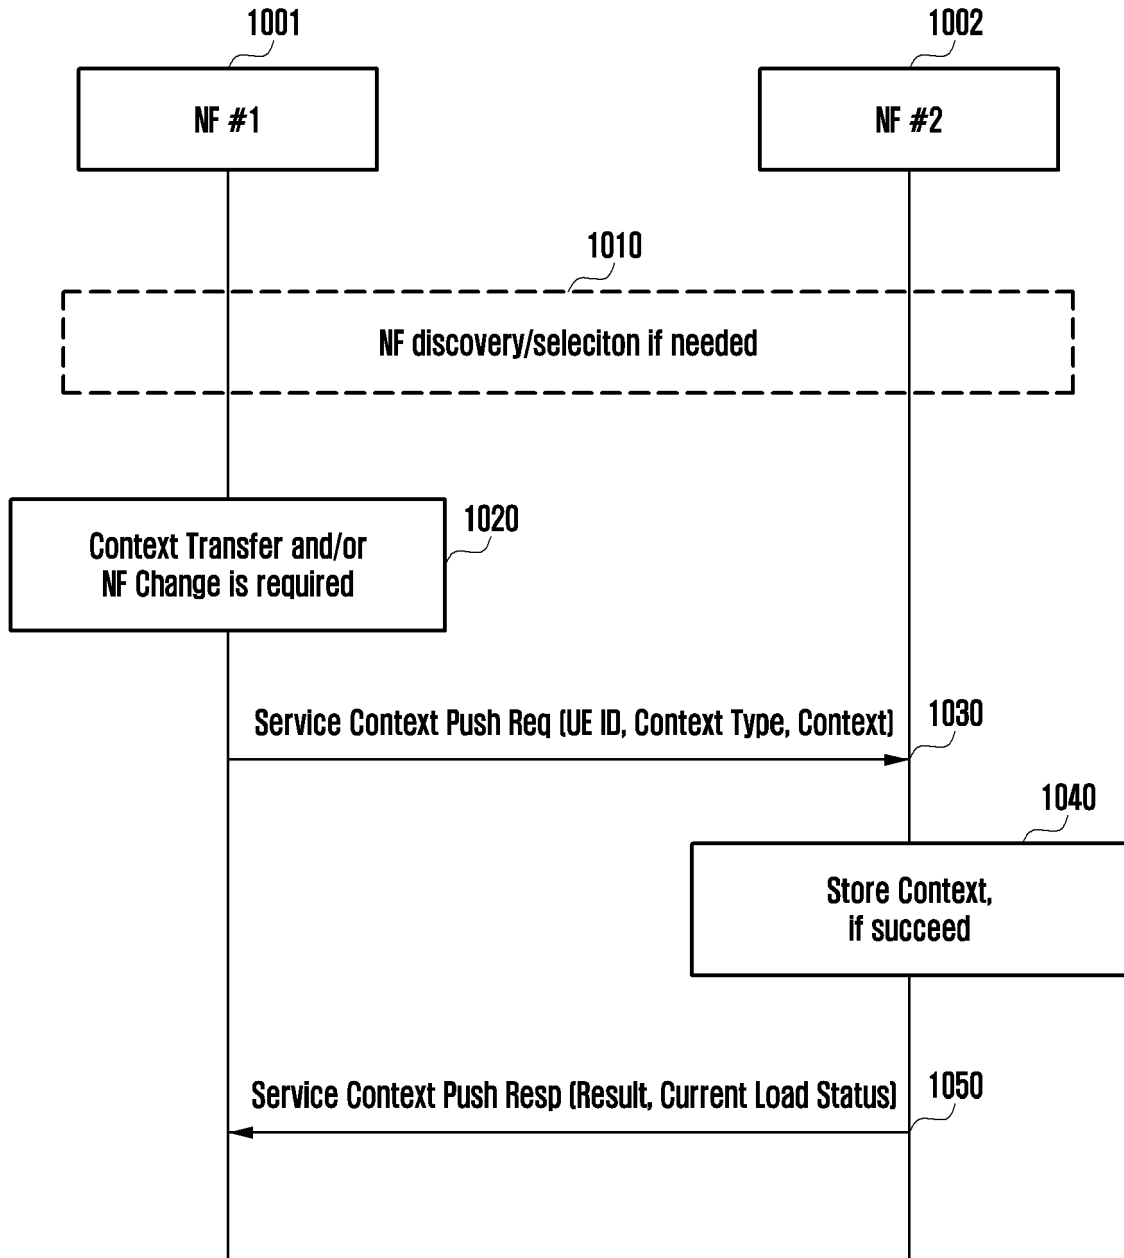 1001
1002
NF #1
NF #2
1010
NF discovery/seleciton if needed
1020
Context Transfer and/or
NF Change is required
Service Context Push Req (UE ID, Context Type, Context)
1030
1040
Store Context,
if succeed
Service Context Push Resp (Result, Current Load Status)
1050